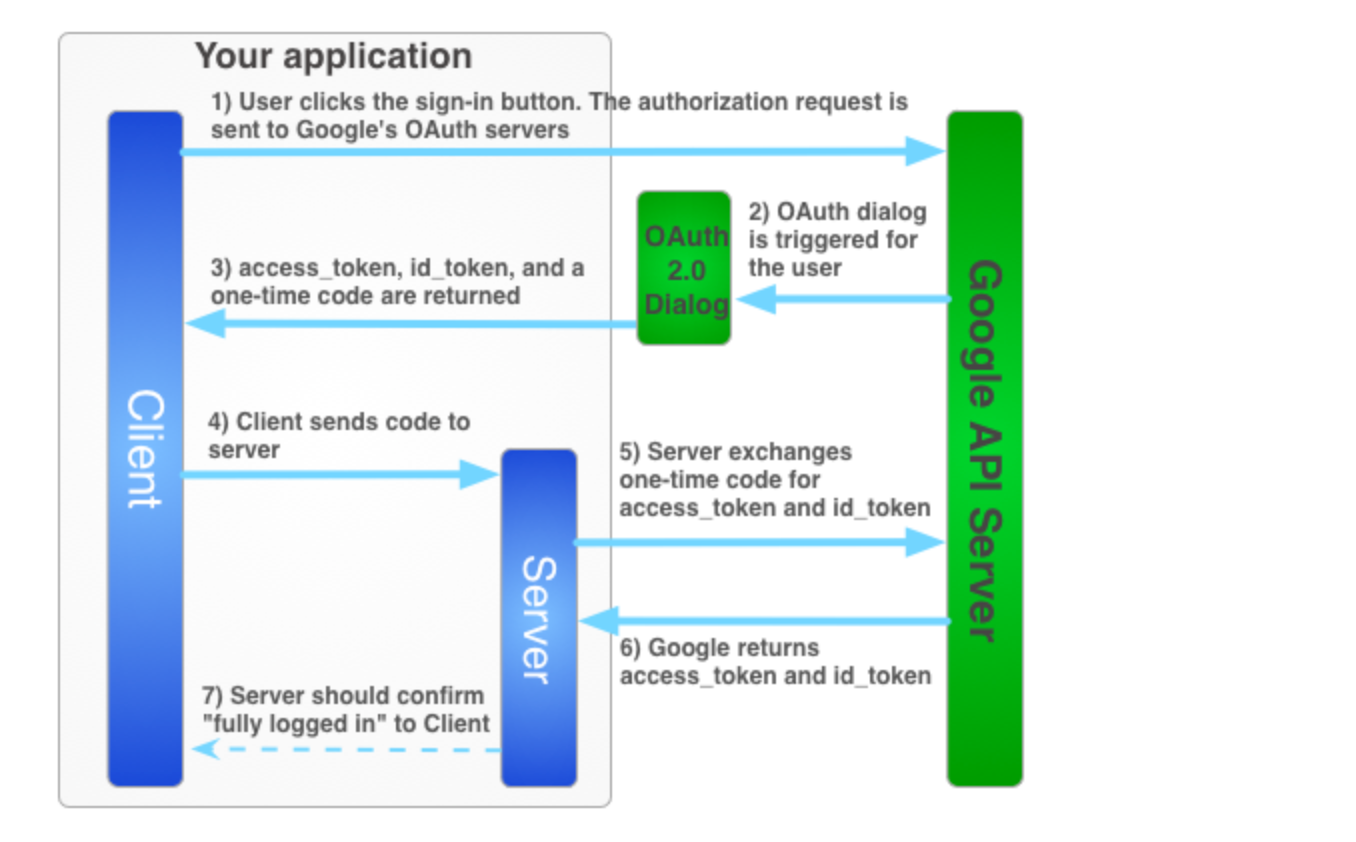 Your application
1) User clicks the sign-in button. The authorization request is
sent to Google's OAuth servers
OAuth
2.0
Dialog
2) OAuth dialog
is triggered for
the user
3) access_token, id_token, and a
one-time code are returned
Client
Google API Server
4) Client sends code to
server
Server
5) Server exchanges
one-time code for
access_token and id_token
6) Google returns
access_token and id_token
7) Server should confirm
"fully logged in" to Client